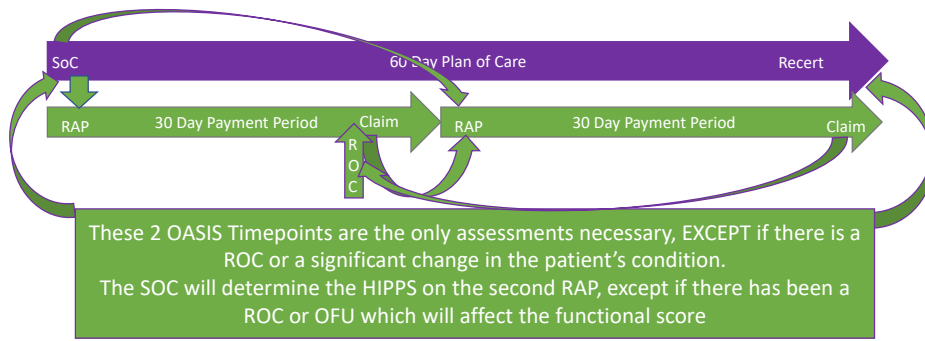 SoC 60 Day Plan of Care Recert
RAP 30 Day Payment Period Claim RAP 30 Day Payment Period Claim
R
O
C
These 2 OASIS Timepoints are the only assessments necessary, EXCEPT if there is a
ROC or a significant change in the patient's condition.
The SOC will determine the HIPPS on the second RAP, except if there has been a
ROC or OFU which will affect the functional score